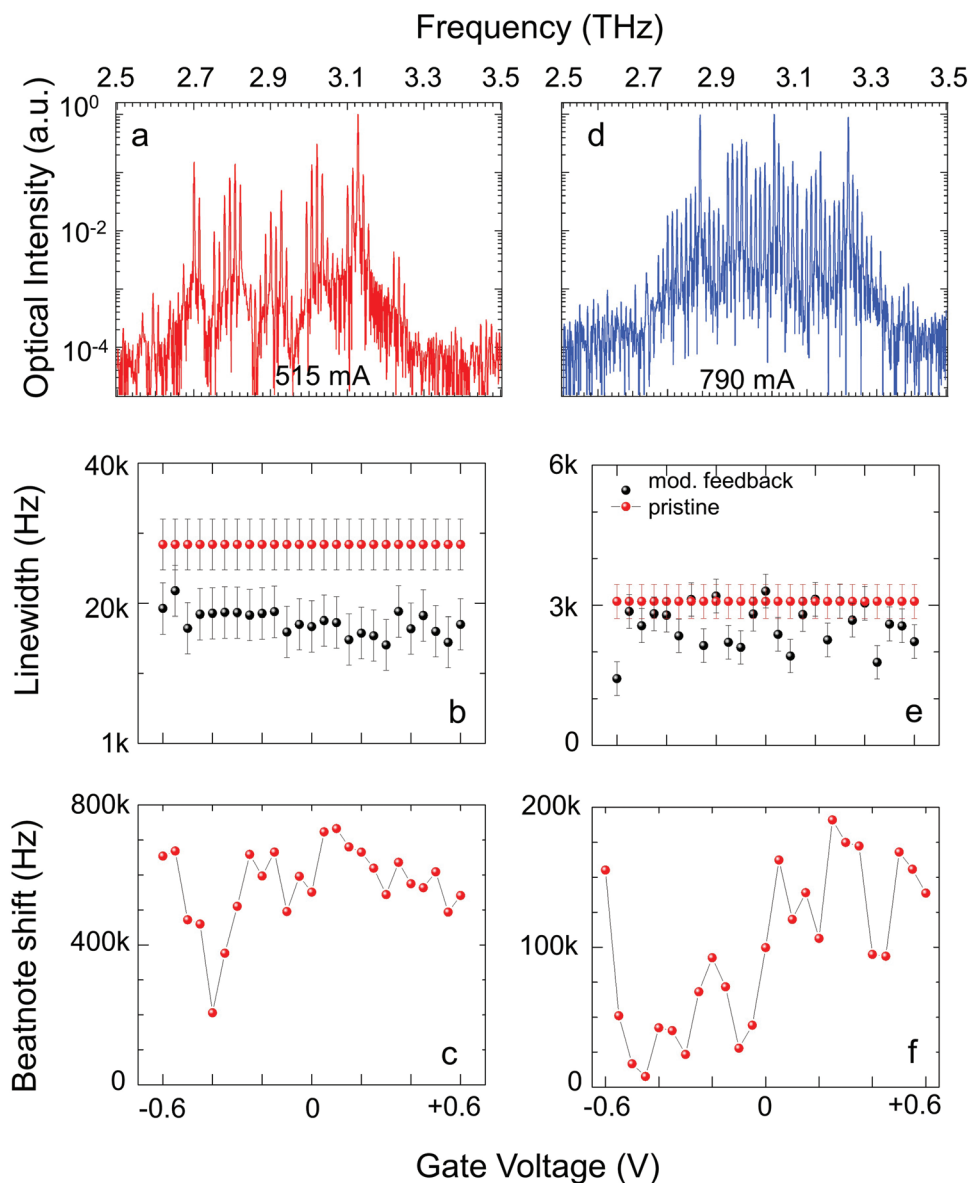 Frequency (THz)
2.5 2.7 2.9 3.1 3.3 3.5 2.7 2.9 3.1 3.3 3.5
2.5
Optical Intensity (a.u.)
10^0
10^-2
10^-4
a
515 mA
d
790 mA
Linewidth (Hz)
40k
20k
1k
b
6k
3k
0
mod. feedback
pristine
e
Beatnote shift (Hz)
800k
400k
0
c
200k
100k
0
f
-0.6 0 +0.6
-0.6 0 +0.6
Gate Voltage (V)